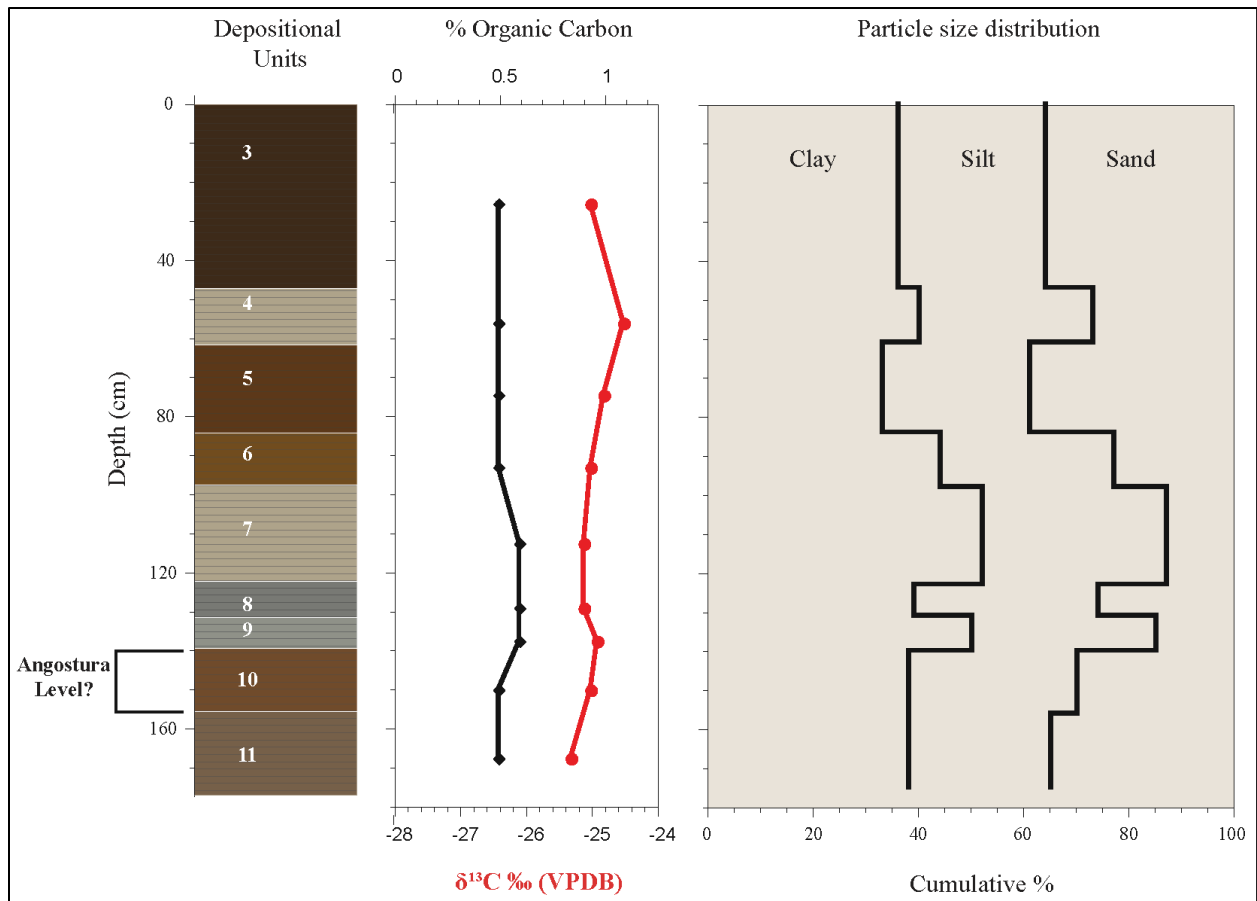 Depositional
Units
% Organic Carbon
Particle size distribution
0
0.5
1
0
40
80
120
160
Depth (cm)
3
4
5
6
7
8
9
10
11
Angostura
Level?
Clay
Silt
Sand
-28
-27
-26
-25
-24
δ¹³C ‰ (VPDB)
0
20
40
60
80
100
Cumulative %